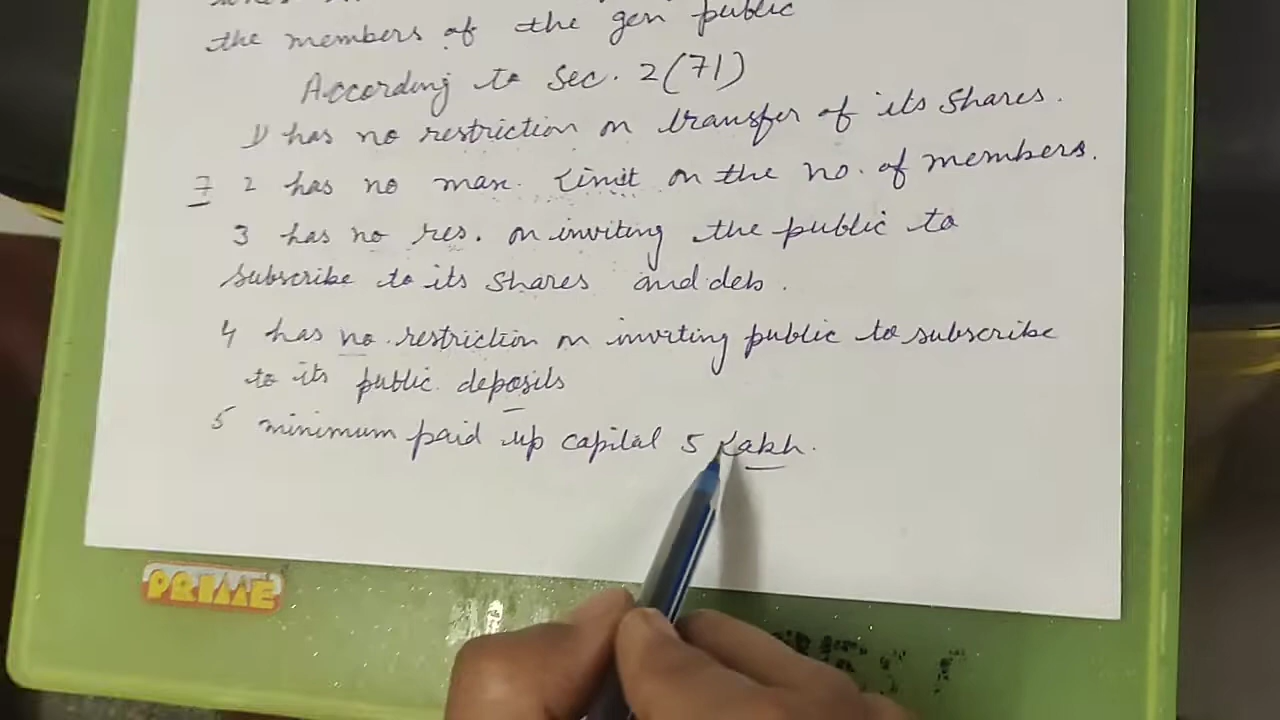 the members of the gen public
According to Sec. 2(71)
1) has no restriction on transfer of its shares.
7 2 has no max. Limit on the no. of members.
3 has no res. on inviting the public to
subscribe to its shares and deb.
4 has no restriction on inviting public to subscribe
to its public deposits
5 minimum paid up capital 5 Lakh.
PRIME